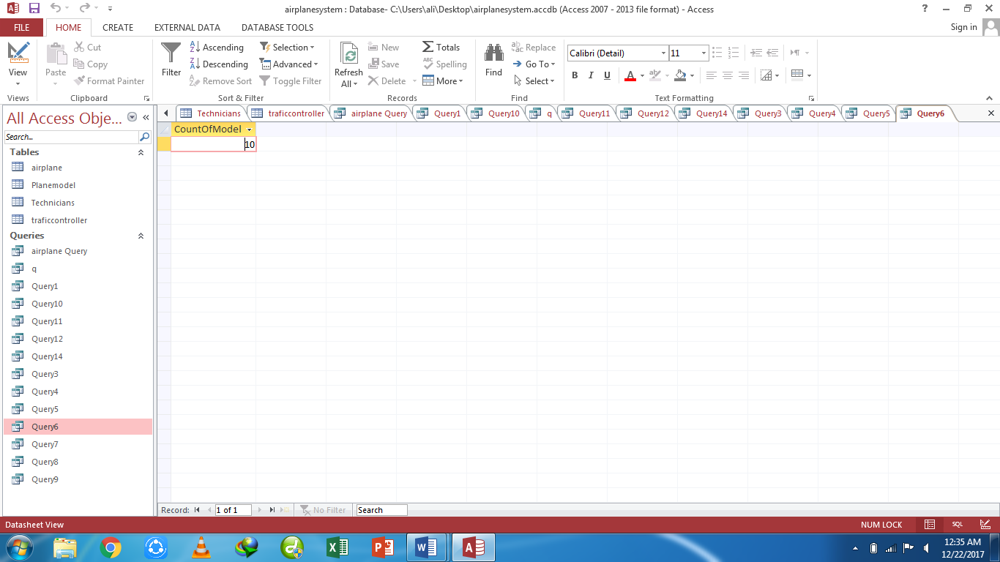 airplanesystem : Database- C:\Users\ali\Desktop\airplanesystem.accdb (Access 2007 - 2013 file format) - Access
FILE HOME CREATE EXTERNAL DATA DATABASE TOOLS Sign in
View
Views
Paste
Cut
Copy
Format Painter
Clipboard
Filter
Ascending
Descending
Remove Sort
Selection
Advanced
Toggle Filter
Sort & Filter
Refresh
All
New
Save
Delete
Totals
Spelling
More
Records
Find
Replace
Go To
Select
Find
Calibri (Detail) 11
B I U A
Text Formatting
All Access Obje...
Search...
Tables
airplane
Planemodel
Technicians
traficcontroller
Queries
airplane Query
q
Query1
Query10
Query11
Query12
Query14
Query3
Query4
Query5
Query6
Query7
Query8
Query9
Technicians traficcontroller airplane Query Query1 Query10 q Query11 Query12 Query14 Query3 Query4 Query5 Query6
CountOfModel
10
Record: 1 of 1 No Filter Search
Datasheet View NUM LOCK SQL
12:35 AM
12/22/2017